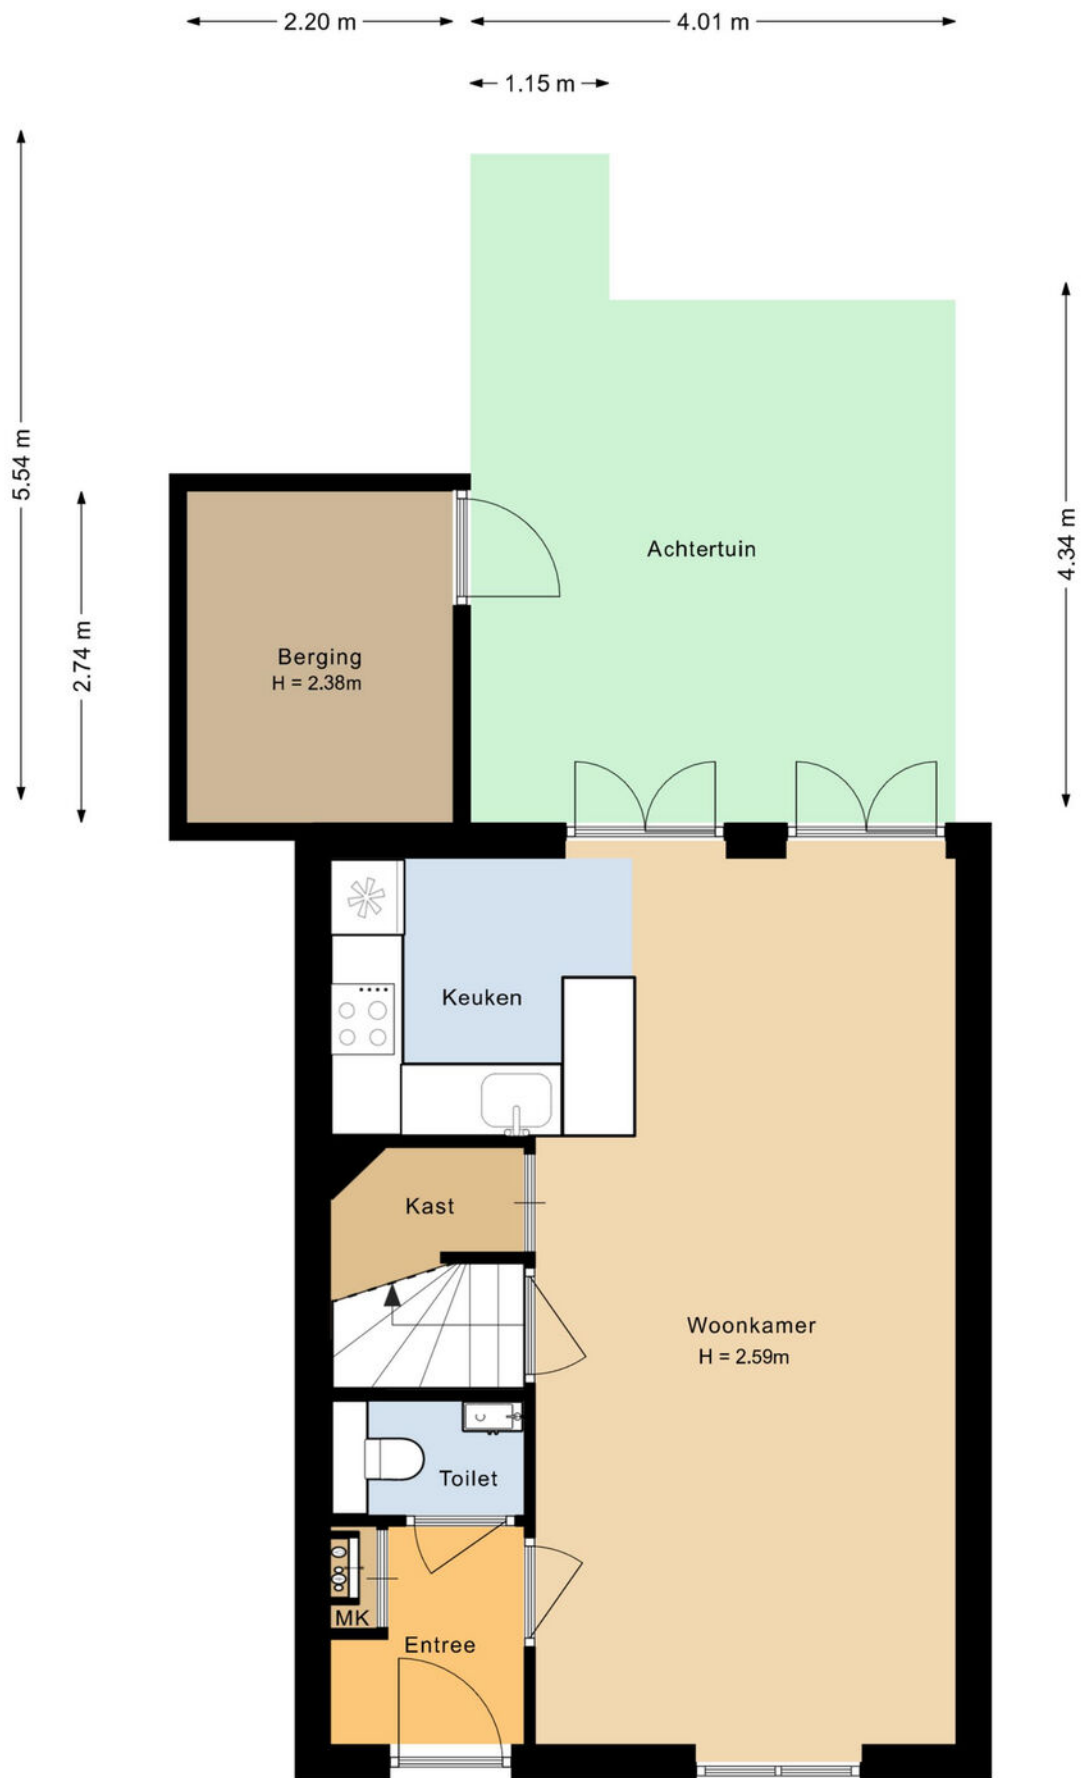 2.20 m
4.01 m
1.15 m
5.54 m
4.34 m
2.74 m
Achtertuin
Berging
H = 2.38m
Keuken
Kast
Woonkamer
H = 2.59m
Toilet
MK
Entree